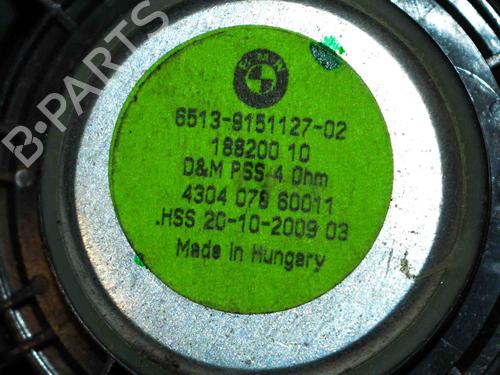 BMW
6513-9151127-02
188200 10
D&M PSS 4 Ohm
4304 076 60011
.HSS 20-10-2009 03
Made in Hungary
B-PARTS